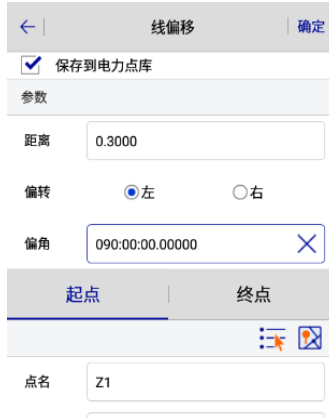 线偏移 确定
保存到电力点库
参数
距离 0.3000
偏转 左 右
偏角 090:00:00.00000
起点 终点
点名 Z1